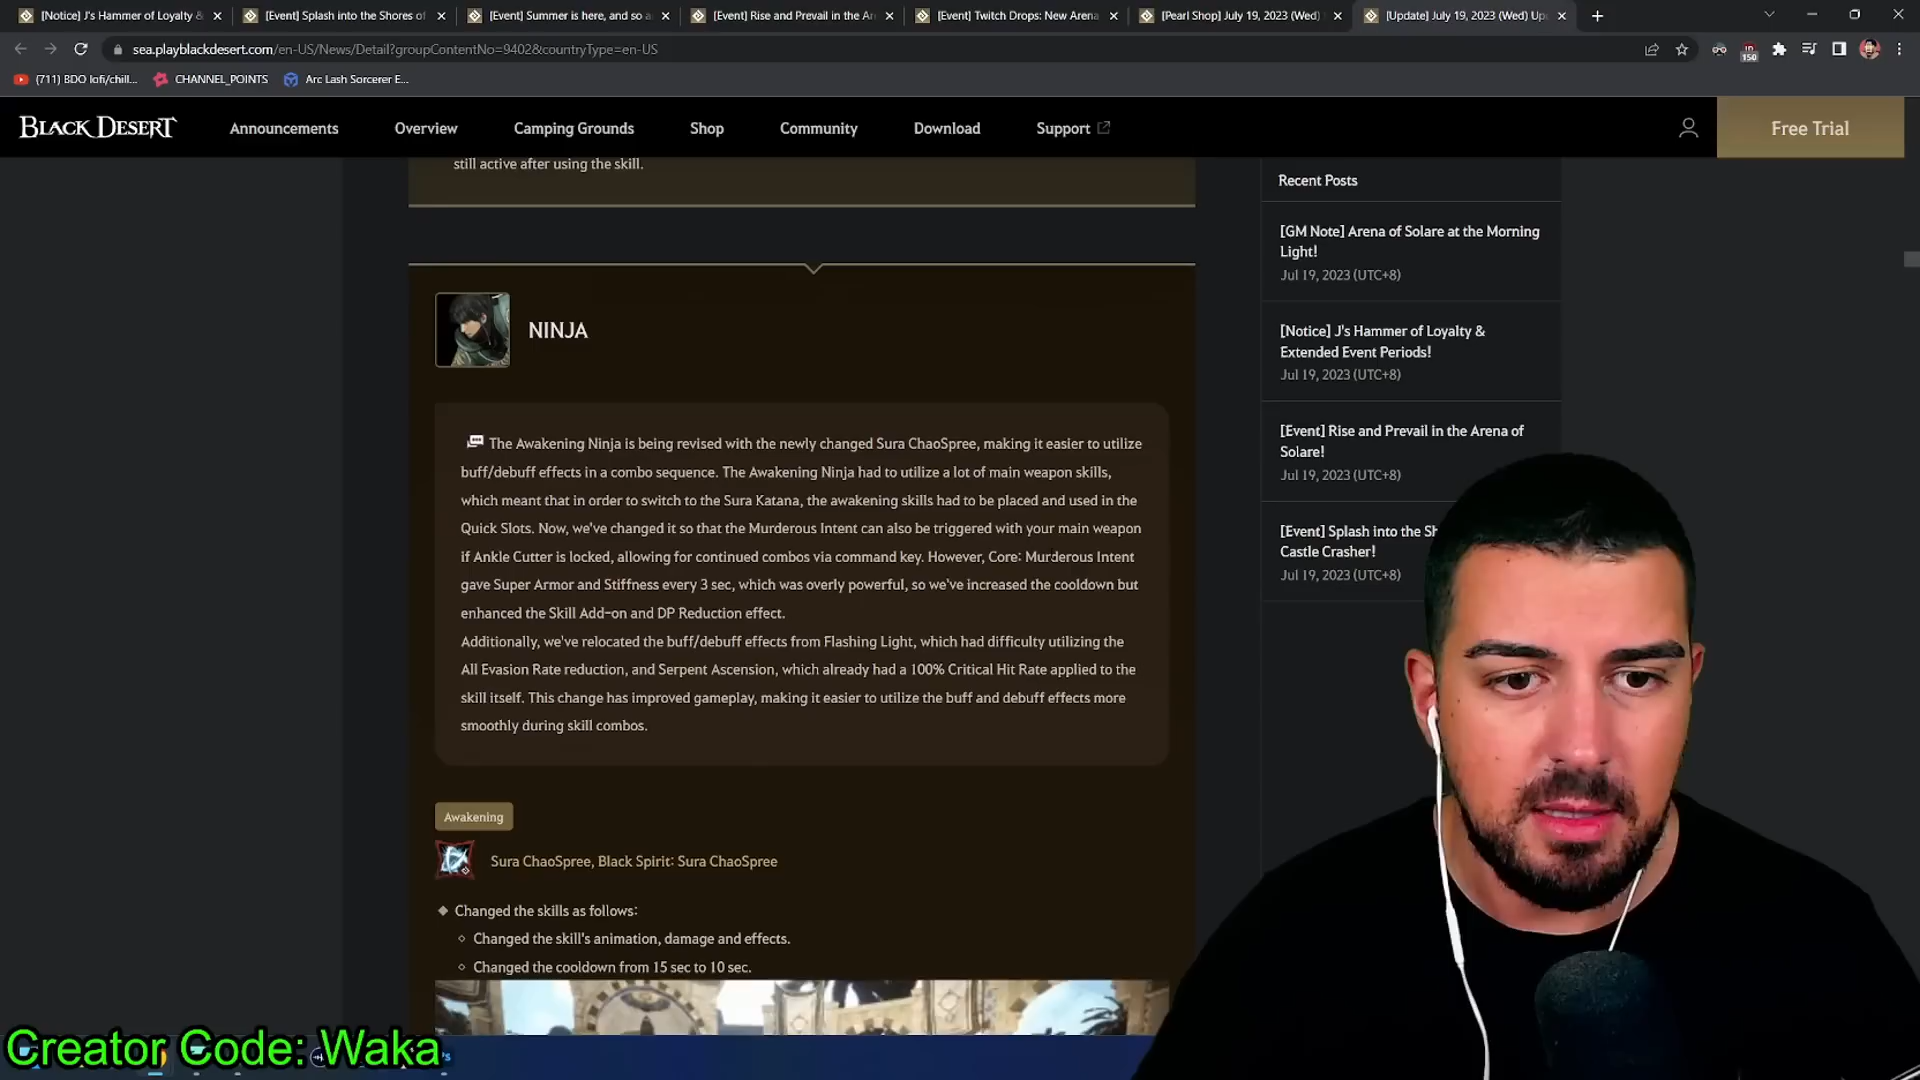 [Notice] J's Hammer of Loyalty &
[Event] Splash into the Shores of
[Event] Summer is here, and so a
[Event] Rise and Prevail in the Ar
[Event] Twitch Drops: New Arena
[Pearl Shop] July 19, 2023 (Wed)
[Update] July 19, 2023 (Wed) Up
sea.playblackdesert.com/en-US/News/Detail?groupContentNo=9402&countryType=en-US
150
(711) BDO lofi/chill...
CHANNEL_POINTS
Arc Lash Sorcerer E...
BLACK DESERT
Announcements
Overview
Camping Grounds
Shop
Community
Download
Support
Free Trial
still active after using the skill.
NINJA
The Awakening Ninja is being revised with the newly changed Sura ChaoSpree, making it easier to utilize
buff/debuff effects in a combo sequence. The Awakening Ninja had to utilize a lot of main weapon skills,
which meant that in order to switch to the Sura Katana, the awakening skills had to be placed and used in the
Quick Slots. Now, we've changed it so that the Murderous Intent can also be triggered with your main weapon
if Ankle Cutter is locked, allowing for continued combos via command key. However, Core: Murderous Intent
gave Super Armor and Stiffness every 3 sec, which was overly powerful, so we've increased the cooldown but
enhanced the Skill Add-on and DP Reduction effect.
Additionally, we've relocated the buff/debuff effects from Flashing Light, which had difficulty utilizing the
All Evasion Rate reduction, and Serpent Ascension, which already had a 100% Critical Hit Rate applied to the
skill itself. This change has improved gameplay, making it easier to utilize the buff and debuff effects more
smoothly during skill combos.
Awakening
Sura ChaoSpree, Black Spirit: Sura ChaoSpree
Changed the skills as follows:
Changed the skill's animation, damage and effects.
Changed the cooldown from 15 sec to 10 sec.
Recent Posts
[GM Note] Arena of Solare at the Morning
Light!
Jul 19, 2023 (UTC+8)
[Notice] J's Hammer of Loyalty &
Extended Event Periods!
Jul 19, 2023 (UTC+8)
[Event] Rise and Prevail in the Arena of
Solare!
Jul 19, 2023 (UTC+8)
[Event] Splash into the Sh
Castle Crasher!
Jul 19, 2023 (UTC+8)
Creator Code: Waka